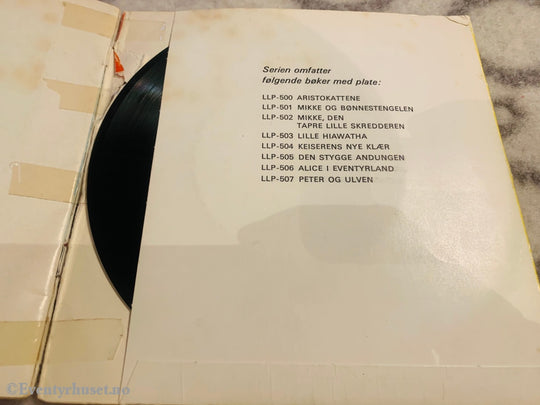 Serien omfatter
følgende bøker med plate:
LLP-500 ARISTOKATTENE
LLP-501 MIKKE OG BØNNESTENGELEN
LLP-502 MIKKE, DEN
TAPRE LILLE SKREDDEREN
LLP-503 LILLE HIAWATHA
LLP-504 KEISERENS NYE KLÆR
LLP-505 DEN STYGGE ANDUNGEN
LLP-506 ALICE I EVENTYRLAND
LLP-507 PETER OG ULVEN
© Eventyrhuset.no